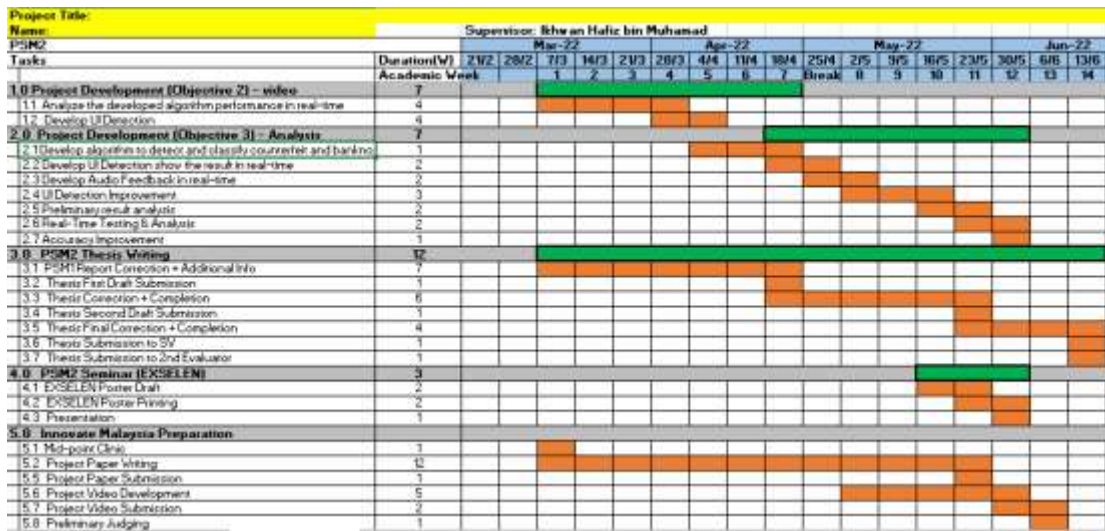 Project Title:
Name: Supervisor: Ikhwan Hafiz bin Muhamad
PSM2 Mar-22 Apr-22 May-22 Jun-22
Tasks Duration(W) 21/2 28/2 7/3 14/3 21/3 28/3 4/4 11/4 18/4 25/4 2/5 9/5 16/5 23/5 30/5 6/6 13/6
Academic Week 1 2 3 4 5 6 7 Break 8 9 10 11 12 13 14
1.0 Project Development (Objective 2) - video 7
1.1 Analyze the developed algorithm performance in real-time 4
1.2 Develop UI Detection 4
2.0 Project Development (Objective 3) - Analysis 7
2.1 Develop algorithm to detect and classify counterfeit and bankno 1
2.2 Develop UI Detection show the result in real-time 2
2.3 Develop Audio Feedback in real-time 2
2.4 UI Detection Improvement 3
2.5 Preliminary result analysis 2
2.6 Real-Time Testing & Analysis 2
2.7 Accuracy Improvement 1
3.0 PSM2 Thesis Writing 12
3.1 PSM1 Report Correction + Additional Info 7
3.2 Thesis First Draft Submission 1
3.3 Thesis Correction + Completion 6
3.4 Thesis Second Draft Submission 1
3.5 Thesis Final Correction + Completion 4
3.6 Thesis Submission to SV 1
3.7 Thesis Submission to 2nd Evaluator 1
4.0 PSM2 Seminar (EXSELEN) 3
4.1 EXSELEN Poster Draft 2
4.2 EXSELEN Poster Printing 2
4.3 Presentation 1
5.0 Innovate Malaysia Preparation
5.1 Mid-point Clinic 1
5.2 Project Paper Writing 12
5.5 Project Paper Submission 1
5.6 Project Video Development 5
5.7 Project Video Submission 2
5.8 Preliminary Judging 1